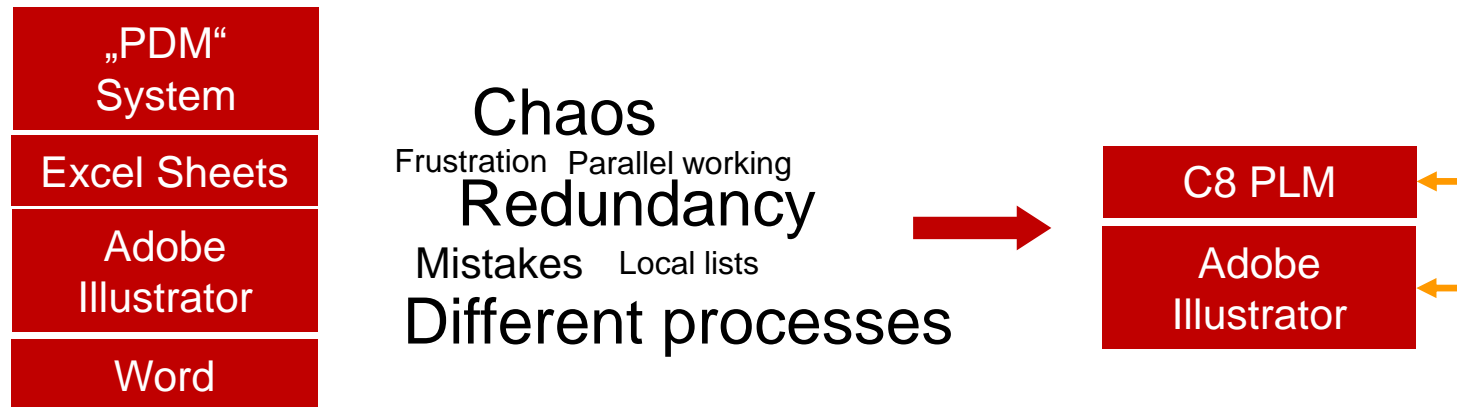 „PDM“
System
Excel Sheets
Adobe
Illustrator
Word
Chaos
Frustration Parallel working
Redundancy
Mistakes Local lists
Different processes
C8 PLM
Adobe
Illustrator